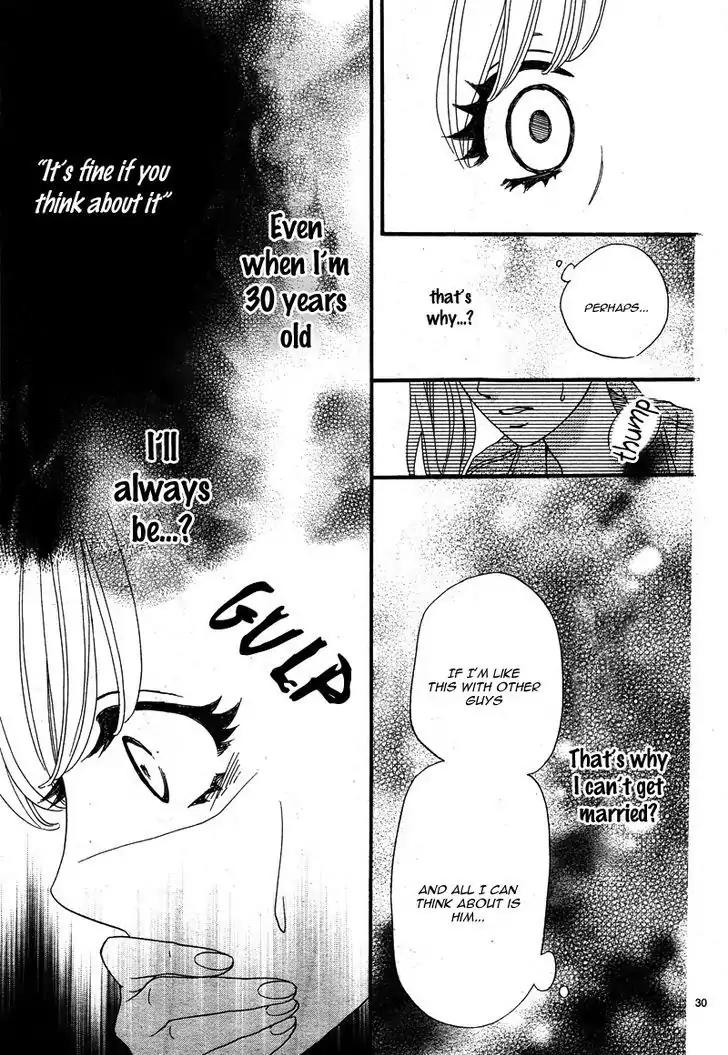 PERHAPS...
that's
why...?
thump
IF I'M LIKE
THIS WITH OTHER
GUYS
That's why
I can't get
married?
AND ALL I CAN
THINK ABOUT IS
HIM...
Even
when I'm
30 years
old
"It's fine if you
think about it"
I'll
always
be...?
GULP
30